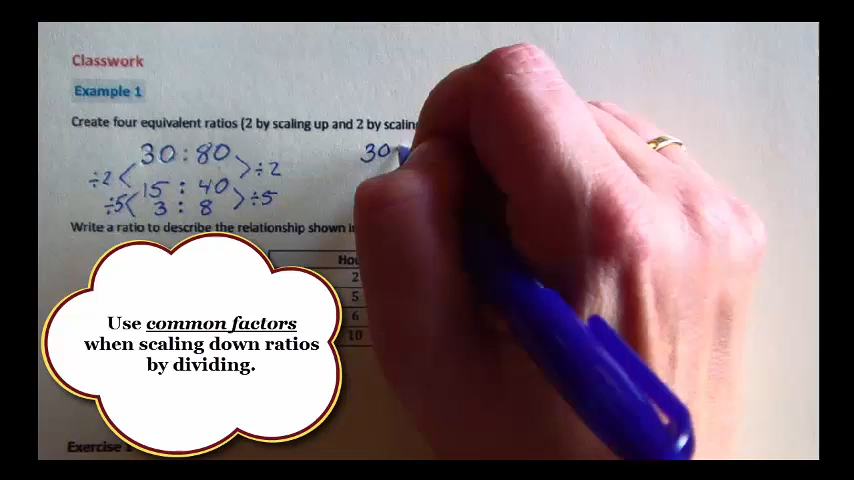 Classwork
Example 1
Create four equivalent ratios (2 by scaling up and 2 by scaling
30 : 80
÷2
÷2
15 : 40
÷5
÷5
3 : 8
30
Write a ratio to describe the relationship shown
2
5
6
10
Use common factors
when scaling down ratios
by dividing.
Exercise